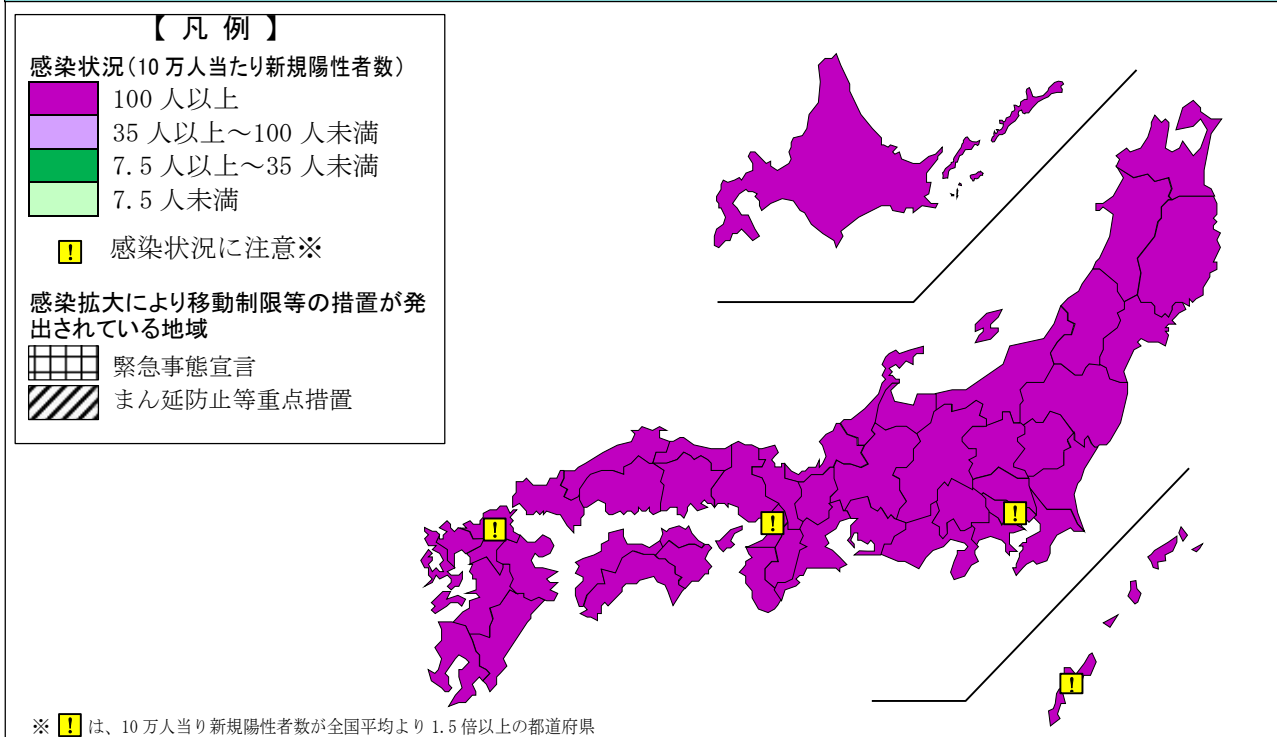 【 凡 例 】
感染状況(10 万人当たり新規陽性者数)
100 人以上
35 人以上～100 人未満
7.5 人以上～35 人未満
7.5 人未満
! 感染状況に注意※
感染拡大により移動制限等の措置が発
出されている地域
緊急事態宣言
まん延防止等重点措置
!
!
!
!
※ ! は、10 万人当り新規陽性者数が全国平均より 1.5 倍以上の都道府県